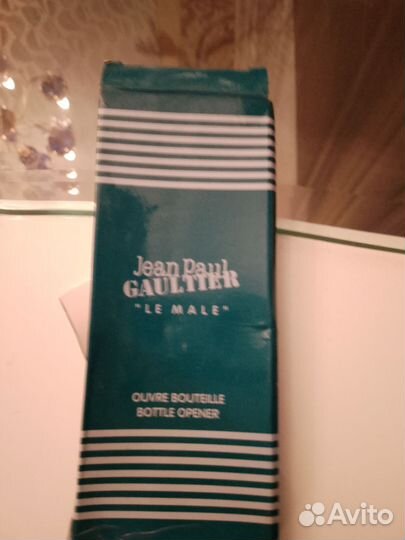 Jean Paul
GAULTIER
"LE MALE"
OUVRE BOUTEILLE
BOTTLE OPENER
Avito